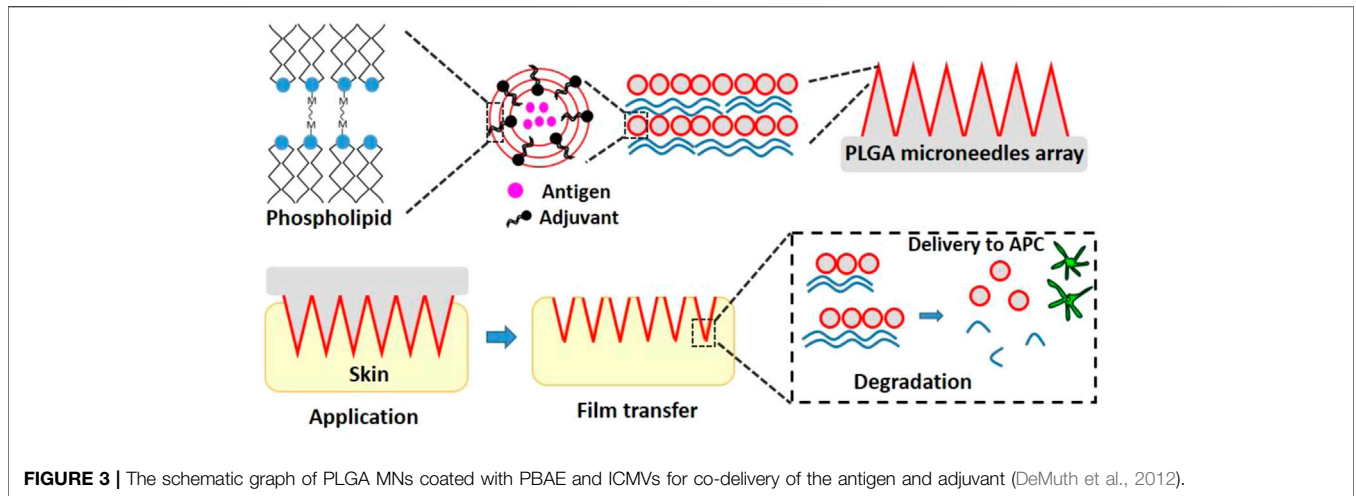 M
M
M
M
Phospholipid
Antigen
Adjuvant
PLGA microneedles array
Skin
Application
Film transfer
Delivery to APC
Degradation
FIGURE 3 | The schematic graph of PLGA MNs coated with PBAE and ICMVs for co-delivery of the antigen and adjuvant (DeMuth et al., 2012).